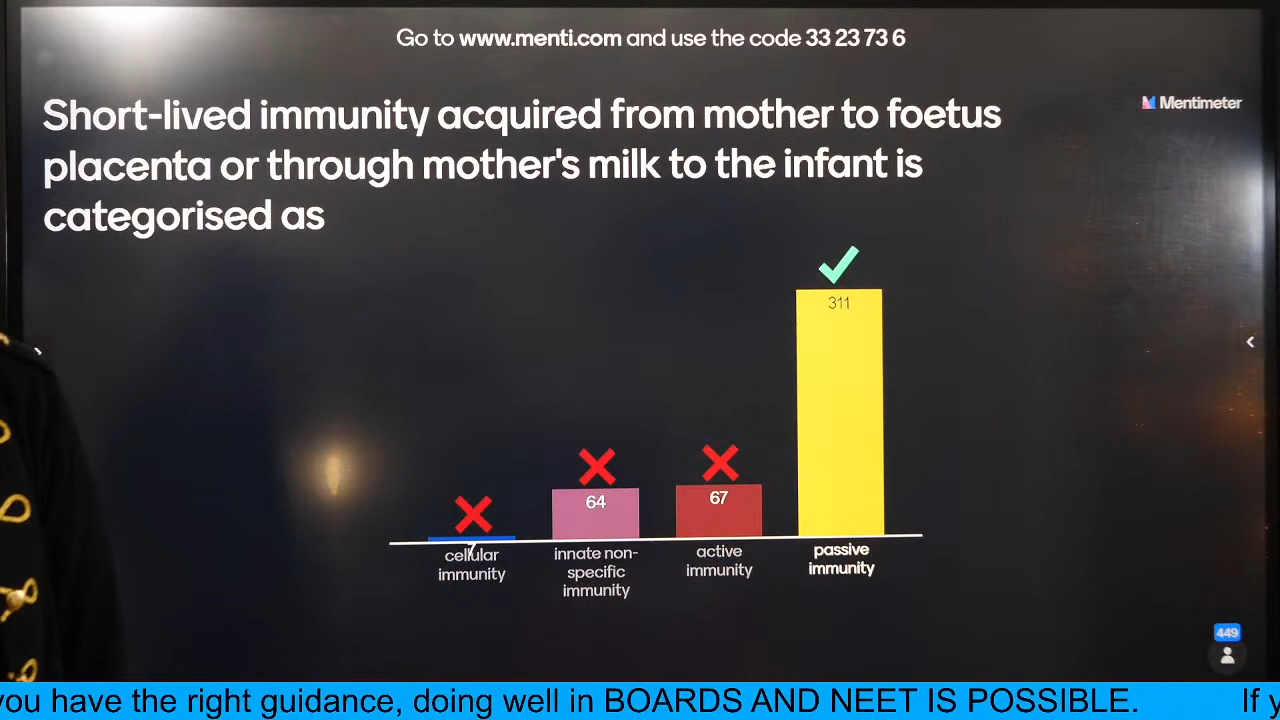 Go to www.menti.com and use the code 33 23 73 6
Mentimeter
Short-lived immunity acquired from mother to foetus
placenta or through mother's milk to the infant is
categorised as
311
64
67
7
cellular
immunity
innate non-
specific
immunity
active
immunity
passive
immunity
449
you have the right guidance, doing well in BOARDS AND NEET IS POSSIBLE. If y